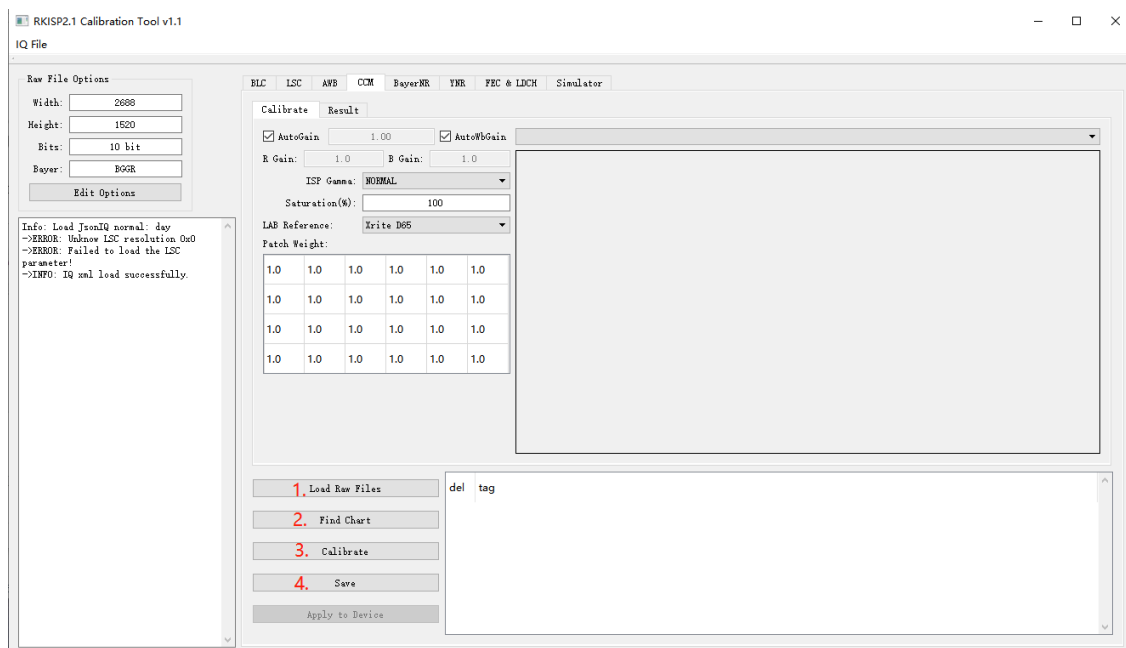 RKISP2.1 Calibration Tool v1.1
IQ File
Raw File Options
Width: 2688
Height: 1520
Bits: 10 bit
Bayer: BGGR
Edit Options
Info: Load JsonIQ normal: day
->ERROR: Unknow LSC resolution 0x0
->ERROR: Failed to load the LSC
parameter!
->INFO: IQ xml load successfully.
BLC LSC AWB CCM BayerNR YNR FEC & LDCH Simulator
Calibrate Result
AutoGain 1.00 AutoWbGain
R Gain: 1.0 B Gain: 1.0
ISP Gamma: NORMAL
Saturation(%): 100
LAB Reference: Xrite D65
Patch Weight:
1.0 1.0 1.0 1.0 1.0 1.0
1.0 1.0 1.0 1.0 1.0 1.0
1.0 1.0 1.0 1.0 1.0 1.0
1.0 1.0 1.0 1.0 1.0 1.0
1. Load Raw Files
2. Find Chart
3. Calibrate
4. Save
Apply to Device
del tag